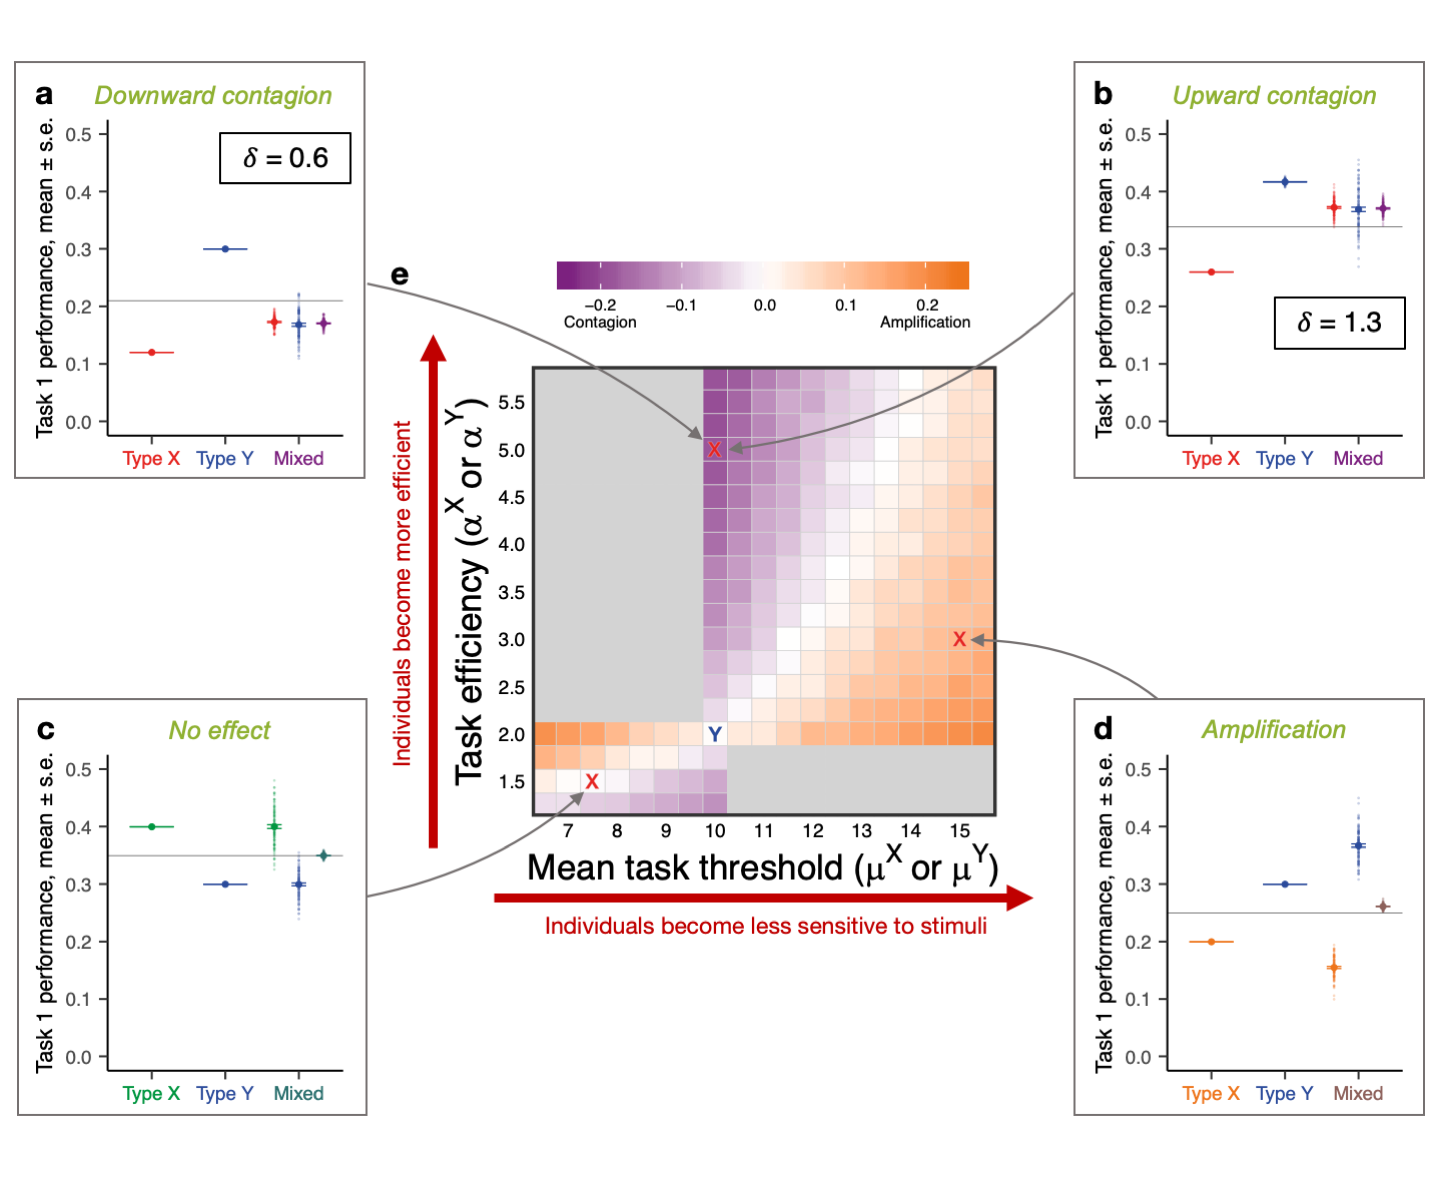 a
Downward contagion
Task 1 performance, mean ± s.e.
0.5
0.4
0.3
0.2
0.1
0.0
δ = 0.6
Type X
Type Y
Mixed
b
Upward contagion
Task 1 performance, mean ± s.e.
0.5
0.4
0.3
0.2
0.1
0.0
δ = 1.3
Type X
Type Y
Mixed
e
−0.2
−0.1
0.0
0.1
0.2
Contagion
Amplification
Individuals become more efficient
Task efficiency (α^X or α^Y)
5.5
5.0
4.5
4.0
3.5
3.0
2.5
2.0
1.5
X
X
Y
X
7
8
9
10
11
12
13
14
15
Mean task threshold (μ^X or μ^Y)
Individuals become less sensitive to stimuli
c
No effect
Task 1 performance, mean ± s.e.
0.5
0.4
0.3
0.2
0.1
0.0
Type X
Type Y
Mixed
d
Amplification
Task 1 performance, mean ± s.e.
0.5
0.4
0.3
0.2
0.1
0.0
Type X
Type Y
Mixed